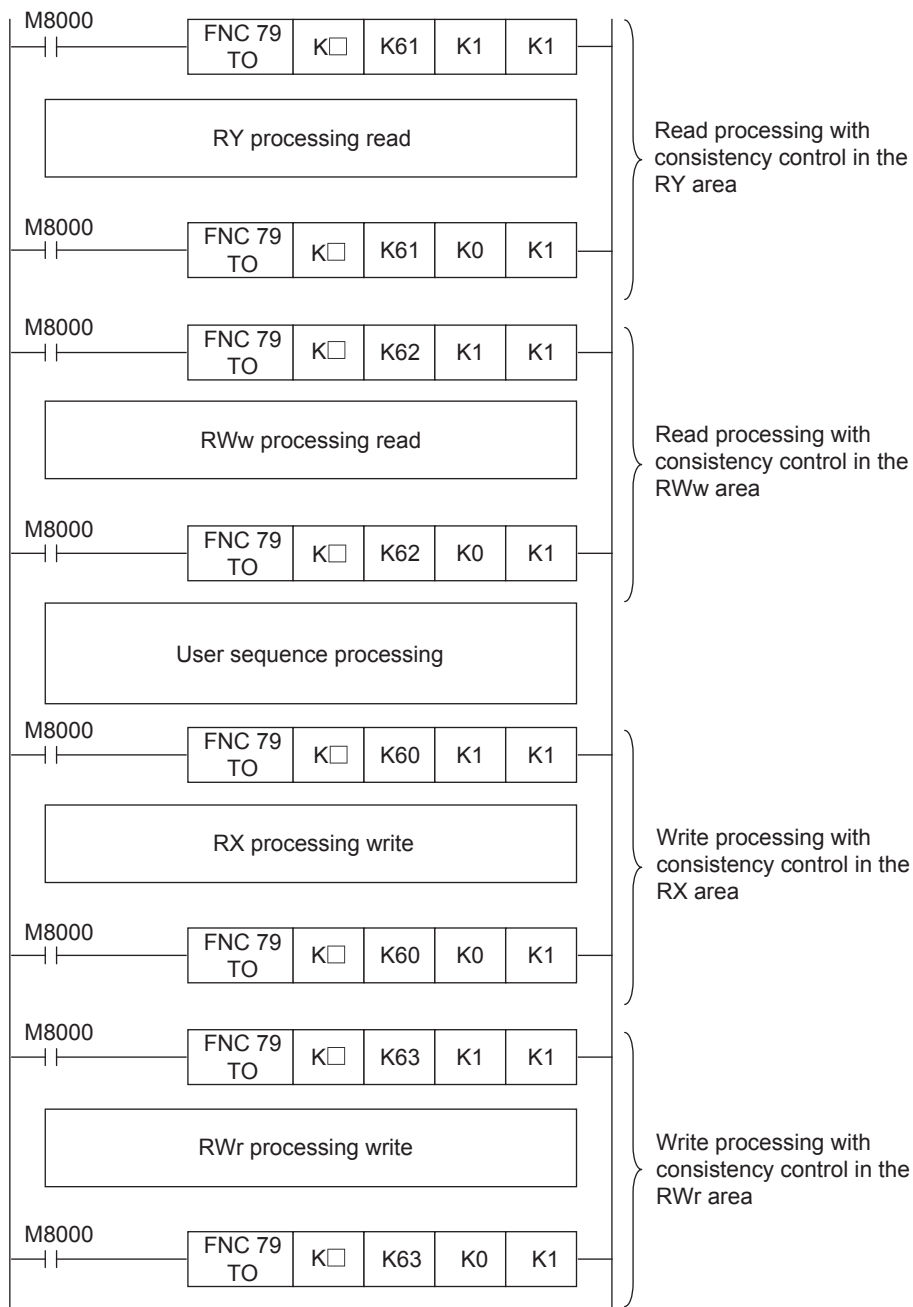 M8000
FNC 79 TO K□ K61 K1 K1
RY processing read
Read processing with
consistency control in the
RY area
M8000
FNC 79 TO K□ K61 K0 K1
M8000
FNC 79 TO K□ K62 K1 K1
RWw processing read
Read processing with
consistency control in the
RWw area
M8000
FNC 79 TO K□ K62 K0 K1
User sequence processing
M8000
FNC 79 TO K□ K60 K1 K1
RX processing write
Write processing with
consistency control in the
RX area
M8000
FNC 79 TO K□ K60 K0 K1
M8000
FNC 79 TO K□ K63 K1 K1
RWr processing write
Write processing with
consistency control in the
RWr area
M8000
FNC 79 TO K□ K63 K0 K1